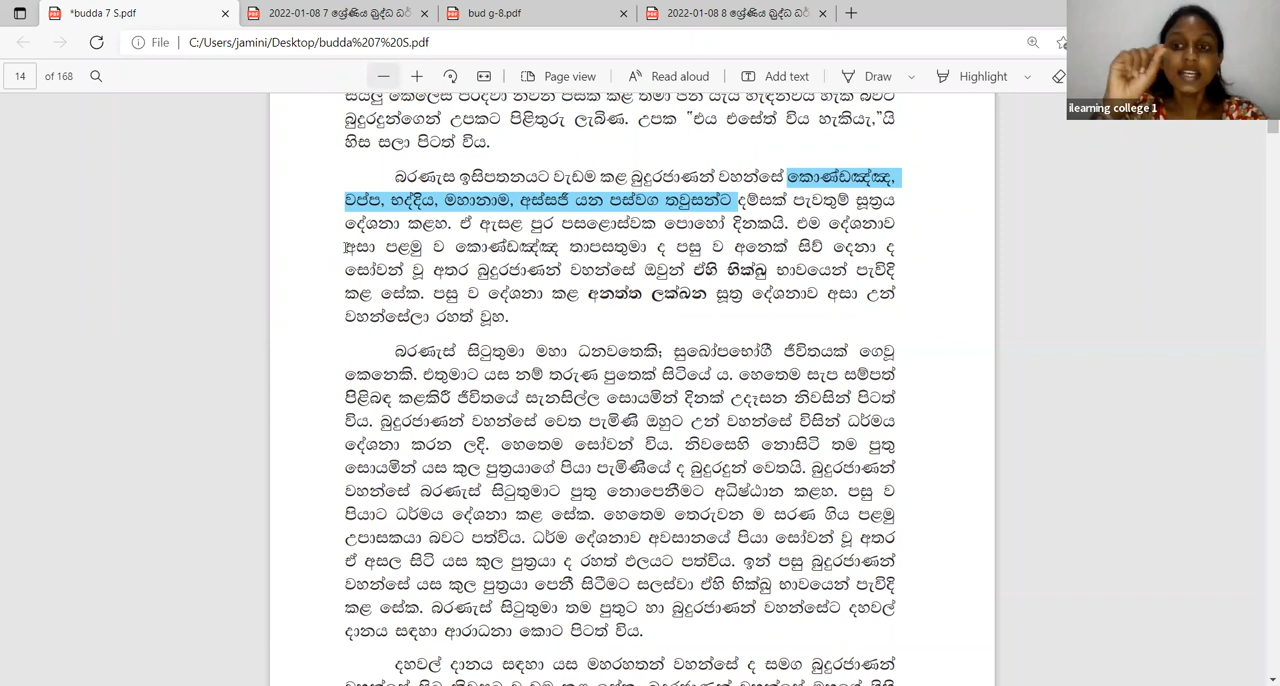 *budda 7 S.pdf
2022-01-08 7 ශ්‍රේණිය බුද්ධ ධර්
bud g-8.pdf
2022-01-08 8 ශ්‍රේණිය බුද්ධ ධර්
File
C:/Users/jamini/Desktop/budda%207%20S.pdf
14 of 168
Page view
Read aloud
Add text
Draw
Highlight
ilearning college 1
සියලු කෙලෙස් පරදවා
බුදුරදුන්ගෙන් උපකට පිළිතුරු ලැබිණ. උපක “එය එසේත් විය හැකියැ,”යි
හිස සලා පිටත් විය.
බරණැස ඉසිපතනයට වැඩම කළ බුදුරජාණන් වහන්සේ කොණ්ඩඤ්ඤ,
වප්ප, භද්දිය, මහානාම, අස්සජී යන පස්වග තවුසන්ට දම්සක් පැවතුම් සූත්‍රය
දේශනා කළහ. ඒ ඇසළ පුර පසළොස්වක පොහෝ දිනකයි. එම දේශනාව
අසා පළමු ව කොණ්ඩඤ්ඤ තාපසතුමා ද පසු ව අනෙක් සිව් දෙනා ද
සෝවන් වූ අතර බුදුරජාණන් වහන්සේ ඔවුන් ඒහි භික්ඛු භාවයෙන් පැවිදි
කළ සේක. පසු ව දේශනා කළ අනත්ත ලක්ඛන සූත්‍ර දේශනාව අසා උන්
වහන්සේලා රහත් වූහ.
බරණැස් සිටුතුමා මහා ධනවතෙකි; සුඛෝපභෝගී ජීවිතයක් ගෙවූ
කෙනෙකි. එතුමාට යස නම් තරුණ පුතෙක් සිටියේ ය. හෙතෙම සැප සම්පත්
පිළිබඳ කළකිරී ජීවිතයේ සැනසිල්ල සොයමින් දිනක් උදෑසන නිවසින් පිටත්
විය. බුදුරජාණන් වහන්සේ වෙත පැමිණි ඔහුට උන් වහන්සේ විසින් ධර්මය
දේශනා කරන ලදි. හෙතෙම සෝවන් විය. නිවසෙහි නොසිටි තම පුතු
සොයමින් යස කුල පුත්‍රයාගේ පියා පැමිණියේ ද බුදුරදුන් වෙතයි. බුදුරජාණන්
වහන්සේ බරණැස් සිටුතුමාට පුතු නොපෙනීමට අධිෂ්ඨාන කළහ. පසු ව
පියාට ධර්මය දේශනා කළ සේක. හෙතෙම තෙරුවන ම සරණ ගිය පළමු
උපාසකයා බවට පත්විය. ධර්ම දේශනාව අවසානයේ පියා සෝවන් වූ අතර
ඒ අසල සිටි යස කුල පුත්‍රයා ද රහත් ඵලයට පත්විය. ඉන් පසු බුදුරජාණන්
වහන්සේ යස කුල පුත්‍රයා පෙනී සිටීමට සලස්වා ඒහි භික්ඛු භාවයෙන් පැවිදි
කළ සේක. බරණැස් සිටුතුමා තම පුතුට හා බුදුරජාණන් වහන්සේට දහවල්
දානය සඳහා ආරාධනා කොට පිටත් විය.
දහවල් දානය සඳහා යස මහරහතන් වහන්සේ ද සමග බුදුරජාණන්